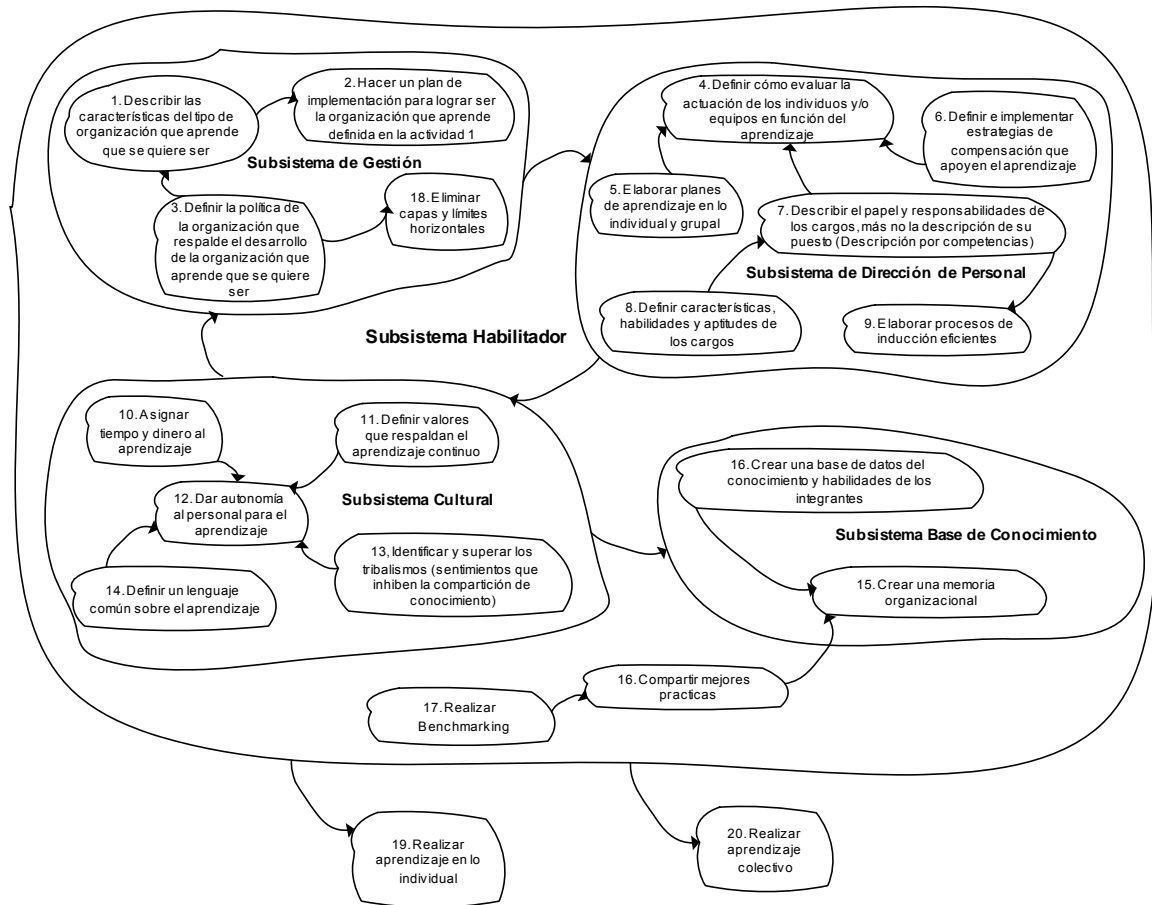 1. Describir las
características del tipo de
organización que aprende
que se quiere ser
2. Hacer un plan de
implementación para lograr ser
la organización que aprende
definida en la actividad 1
Subsistema de Gestión
3. Definir la política de
la organización que
respalde el desarrollo
de la organización que
aprende que se quiere
ser
18. Eliminar
capas y límites
horizontales
4. Definir cómo evaluar la
actuación de los individuos y/o
equipos en función del
aprendizaje
6. Definir e implementar
estrategias de
compensación que
apoyen el aprendizaje
5. Elaborar planes
de aprendizaje en lo
individual y grupal
7. Describir el papel y responsabilidades de
los cargos, más no la descripción de su
puesto (Descripción por competencias)
Subsistema de Dirección de Personal
8. Definir características,
habilidades y aptitudes de
los cargos
9. Elaborar procesos de
inducción eficientes
Subsistema Habilitador
10. Asignar
tiempo y dinero al
aprendizaje
11. Definir valores
que respaldan el
aprendizaje continuo
12. Dar autonomía
al personal para el
aprendizaje
Subsistema Cultural
13, Identificar y superar los
tribalismos (sentimientos que
inhiben la compartición de
conocimiento)
14. Definir un lenguaje
común sobre el aprendizaje
16. Crear una base de datos del
conocimiento y habilidades de los
integrantes
Subsistema Base de Conocimiento
15. Crear una memoria
organizacional
16. Compartir mejores
practicas
17. Realizar
Benchmarking
19. Realizar
aprendizaje en lo
individual
20. Realizar
aprendizaje
colectivo